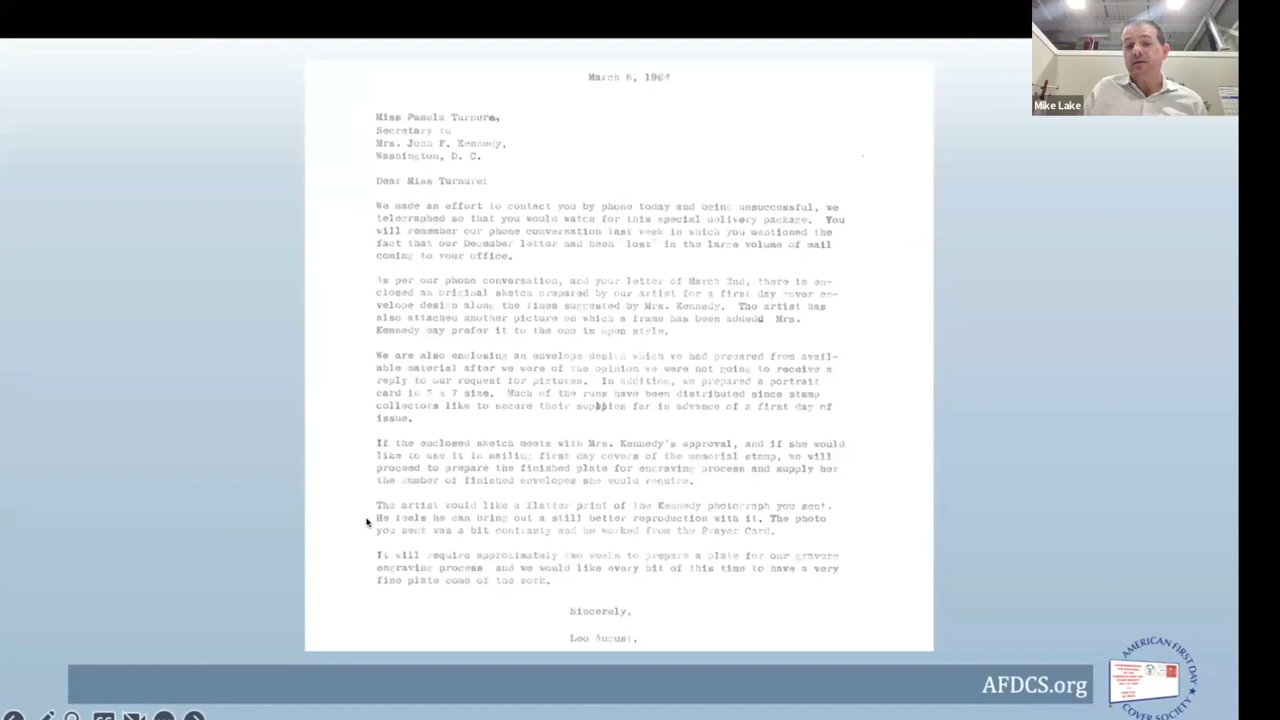 March 6, 1964
Mike Lake
Miss Pamela Turnure,
Secretary to
Mrs. John F. Kennedy,
Washington, D. C.
Dear Miss Turnure:
We made an effort to contact you by phone today and being unsuccessful, we
telegraphed so that you would watch for this special delivery package. You
will remember our phone conversation last week in which you mentioned the
fact that our December letter had been "lost" in the large volume of mail
coming to your office.
As per our phone conversation, and your letter of March 2nd, there is en-
closed an original sketch prepared by our artist for a first day cover en-
velope design along the lines suggested by Mrs. Kennedy. The artist has
also attached another picture on which a frame has been added Mrs.
Kennedy may prefer it to the one in open style.
We are also enclosing an envelope design which we had prepared from avail-
able material after we were of the opinion we were not going to receive a
reply to our request for pictures. In addition, we prepared a portrait
card in 5 x 7 size. Much of the runs have been distributed since stamp
collectors like to secure their supplies far in advance of a first day of
issue.
If the enclosed sketch meets with Mrs. Kennedy's approval, and if she would
like to use it in mailing first day covers of the memorial stamp, we will
proceed to prepare the finished plate for engraving process and supply her
the number of finished envelopes she would require.
The artist would like a flatter print of the Kennedy photograph you sent.
He feels he can bring out a still better reproduction with it. The photo
you sent was a bit contrasty and he worked from the Prayer Card.
It will require approximately two weeks to prepare a plate for our gravure
engraving process and we would like every bit of this time to have a very
fine plate come of the work.
Sincerely,
Leo August.
AFDCS.org
AMERICAN FIRST DAY
COVER SOCIETY